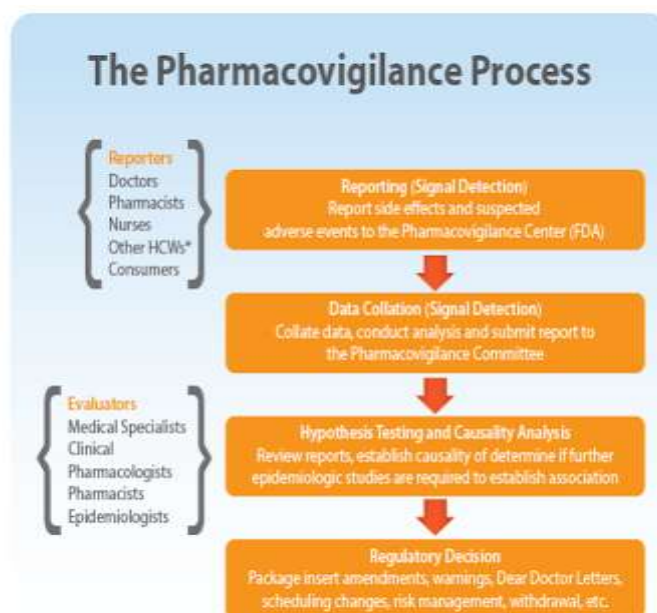 The Pharmacovigilance Process
Reporters
Doctors
Pharmacists
Nurses
Other HCWs*
Consumers
Reporting (Signal Detection)
Report side effects and suspected
adverse events to the Pharmacovigilance Center (FDA)
Data Collation (Signal Detection)
Collate data, conduct analysis and submit report to
the Pharmacovigilance Committee
Evaluators
Medical Specialists
Clinical
Pharmacologists
Pharmacists
Epidemiologists
Hypothesis Testing and Causality Analysis
Review reports, establish causality of determine if further
epidemiologic studies are required to establish association
Regulatory Decision
Package insert amendments, warnings, Dear Doctor Letters,
scheduling changes, risk management, withdrawal, etc.